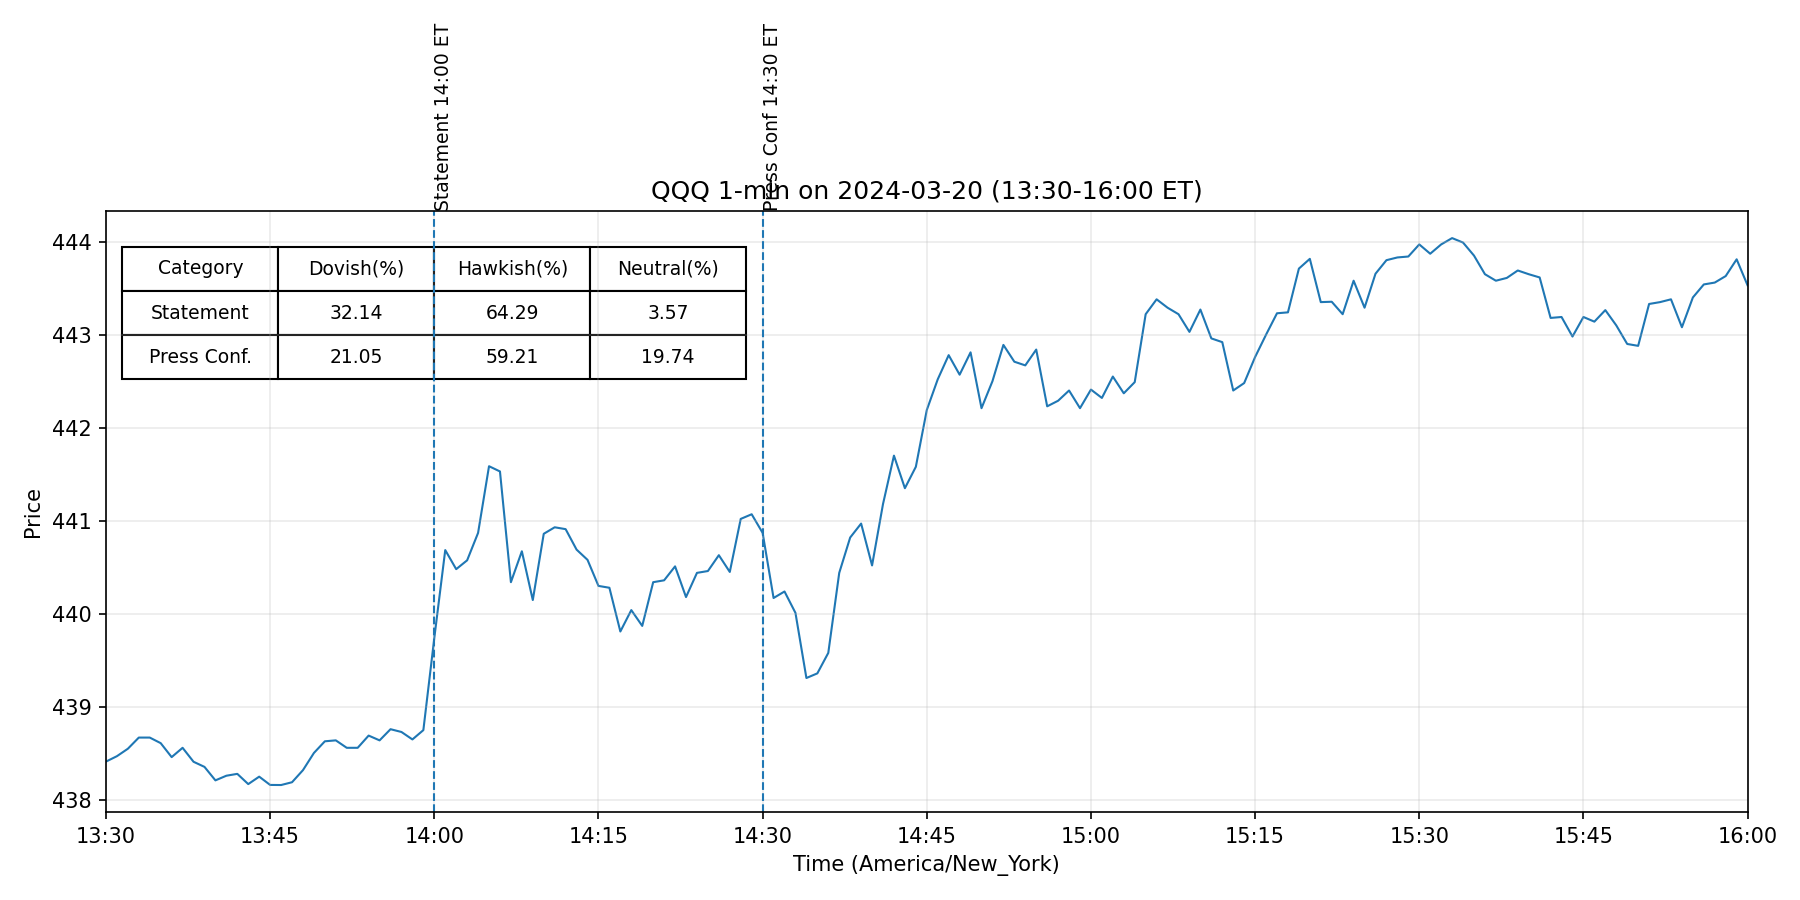 Statement 14:00 ET
Press Conf 14:30 ET
QQQ 1-min on 2024-03-20 (13:30-16:00 ET)
Category Dovish(%) Hawkish(%) Neutral(%)
Statement 32.14 64.29 3.57
Press Conf. 21.05 59.21 19.74
444
443
442
441
440
439
438
Price
13:30 13:45 14:00 14:15 14:30 14:45 15:00 15:15 15:30 15:45 16:00
Time (America/New_York)